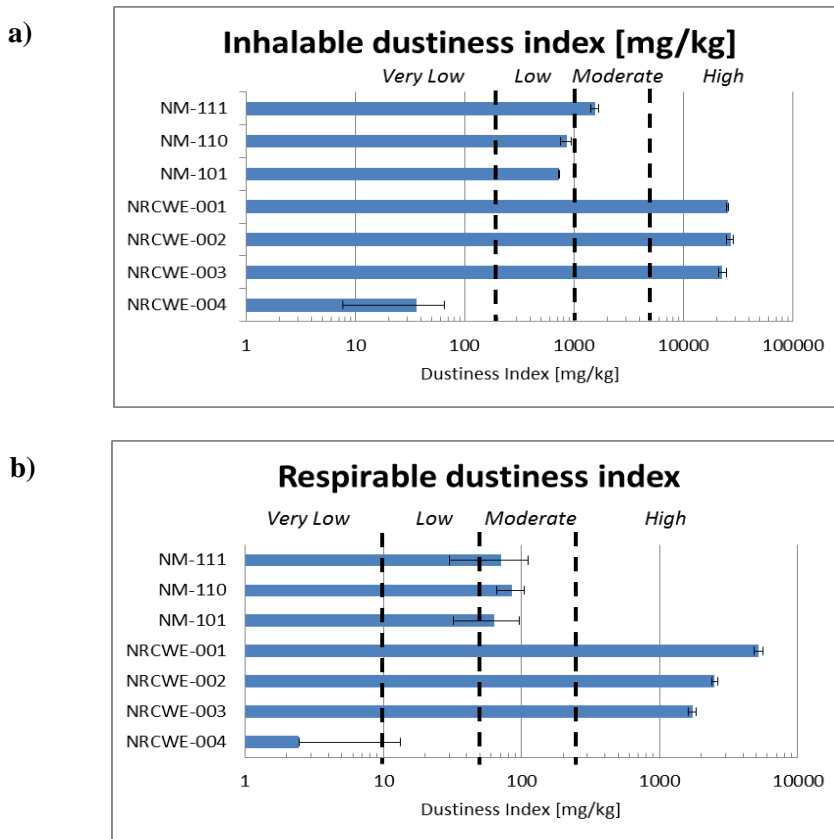 a)
Inhalable dustiness index [mg/kg]
Very Low Low Moderate High
NM-111
NM-110
NM-101
NRCWE-001
NRCWE-002
NRCWE-003
NRCWE-004
1 10 100 1000 10000 100000
Dustiness Index [mg/kg]
b)
Respirable dustiness index
Very Low Low Moderate High
NM-111
NM-110
NM-101
NRCWE-001
NRCWE-002
NRCWE-003
NRCWE-004
1 10 100 1000 10000
Dustiness Index [mg/kg]